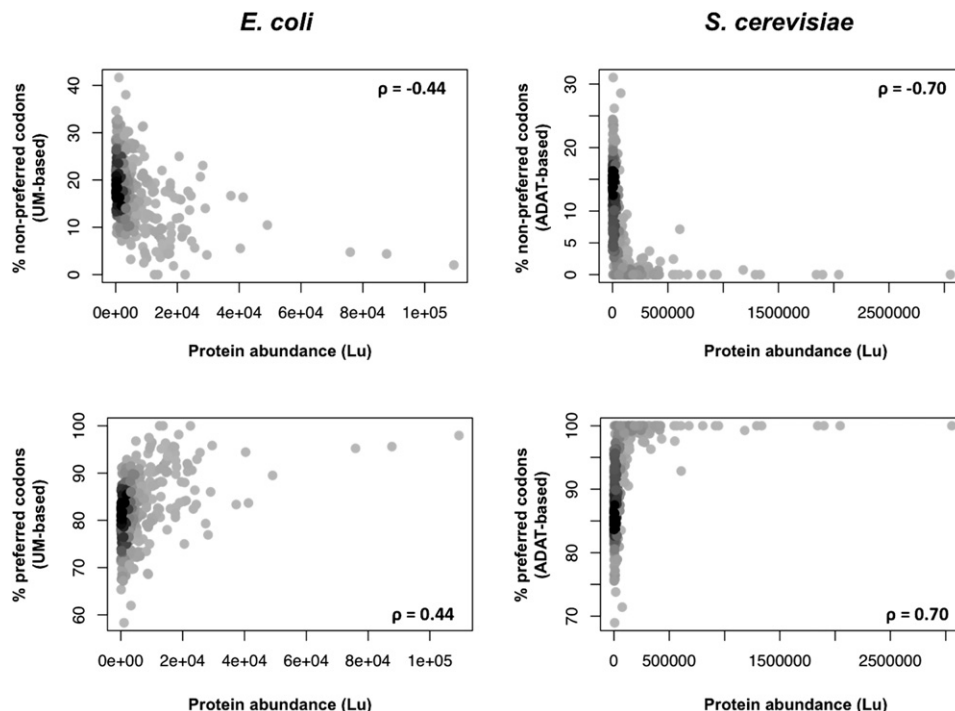 E. coli
S. cerevisiae
% non-preferred codons
(UM-based)
40
30
20
10
0
ρ = -0.44
0e+00 2e+04 4e+04 6e+04 8e+04 1e+05
Protein abundance (Lu)
% non-preferred codons
(ADAT-based)
30
20
10
5
0
ρ = -0.70
0 500000 1500000 2500000
Protein abundance (Lu)
% preferred codons
(UM-based)
100
90
80
70
60
ρ = 0.44
0e+00 2e+04 4e+04 6e+04 8e+04 1e+05
Protein abundance (Lu)
% preferred codons
(ADAT-based)
100
90
80
70
ρ = 0.70
0 500000 1500000 2500000
Protein abundance (Lu)